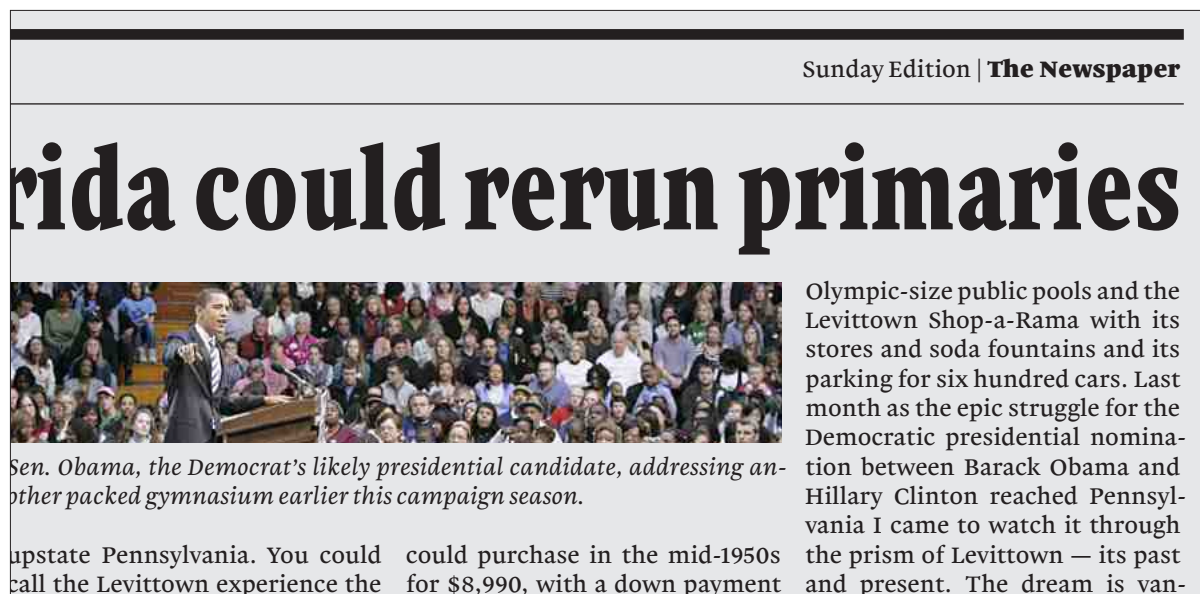 Sunday Edition | The Newspaper
rida could rerun primaries
Sen. Obama, the Democrat’s likely presidential candidate, addressing an-
other packed gymnasium earlier this campaign season.
upstate Pennsylvania. You could
call the Levittown experience the
could purchase in the mid-1950s
for $8,990, with a down payment
Olympic-size public pools and the
Levittown Shop-a-Rama with its
stores and soda fountains and its
parking for six hundred cars. Last
month as the epic struggle for the
Democratic presidential nomina-
tion between Barack Obama and
Hillary Clinton reached Pennsyl-
vania I came to watch it through
the prism of Levittown — its past
and present. The dream is van-